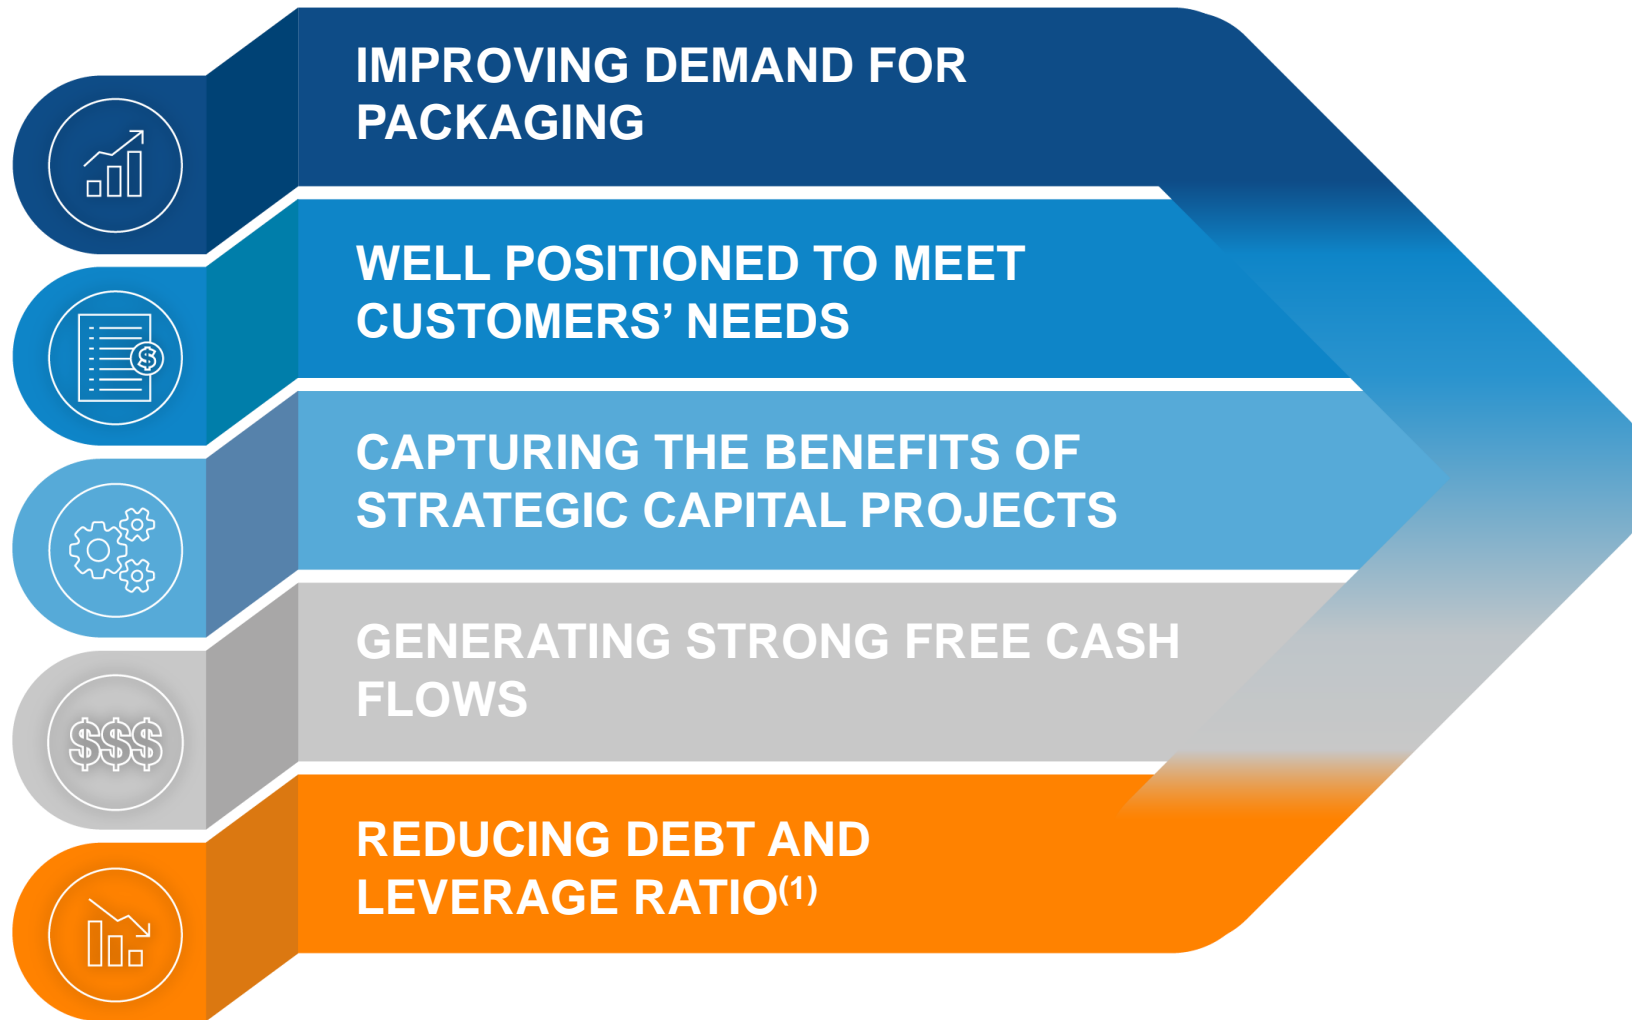 IMPROVING DEMAND FOR
PACKAGING
WELL POSITIONED TO MEET
CUSTOMERS’ NEEDS
$
CAPTURING THE BENEFITS OF
STRATEGIC CAPITAL PROJECTS
GENERATING STRONG FREE CASH
FLOWS
$$$
REDUCING DEBT AND
LEVERAGE RATIO(1)